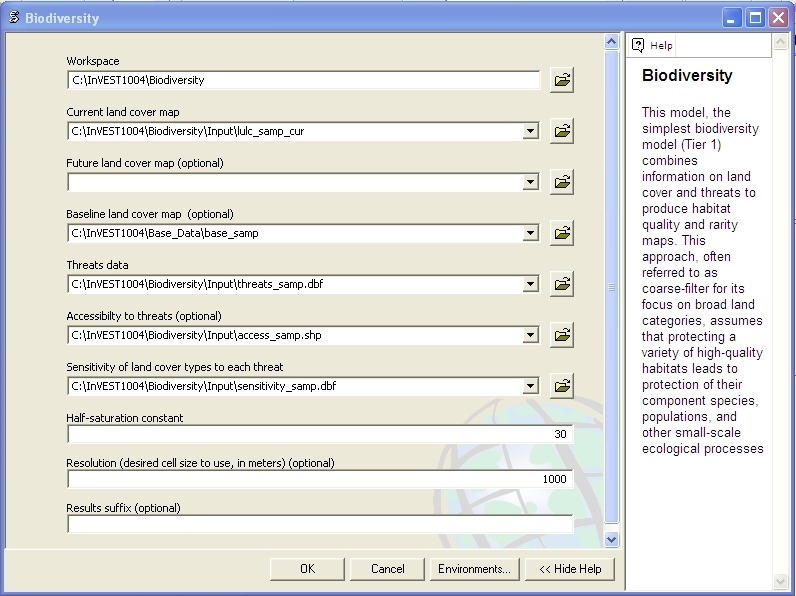 Biodiversity
Workspace
C:\InVEST1004\Biodiversity
Current land cover map
C:\InVEST1004\Biodiversity\Input\lulc_samp_cur
Future land cover map (optional)
Baseline land cover map  (optional)
C:\InVEST1004\Base_Data\base_samp
Threats data
C:\InVEST1004\Biodiversity\Input\threats_samp.dbf
Accessibilty to threats (optional)
C:\InVEST1004\Biodiversity\Input\access_samp.shp
Sensitivity of land cover types to each threat
C:\InVEST1004\Biodiversity\Input\sensitivity_samp.dbf
Half-saturation constant
30
Resolution (desired cell size to use, in meters) (optional)
1000
Results suffix (optional)
OK
Cancel
Environments...
<< Hide Help
Help
Biodiversity
This model, the
simplest biodiversity
model (Tier 1)
combines
information on land
cover and threats to
produce habitat
quality and rarity
maps. This
approach, often
referred to as
coarse-filter for its
focus on broad land
categories, assumes
that protecting a
variety of high-quality
habitats leads to
protection of their
component species,
populations, and
other small-scale
ecological processes